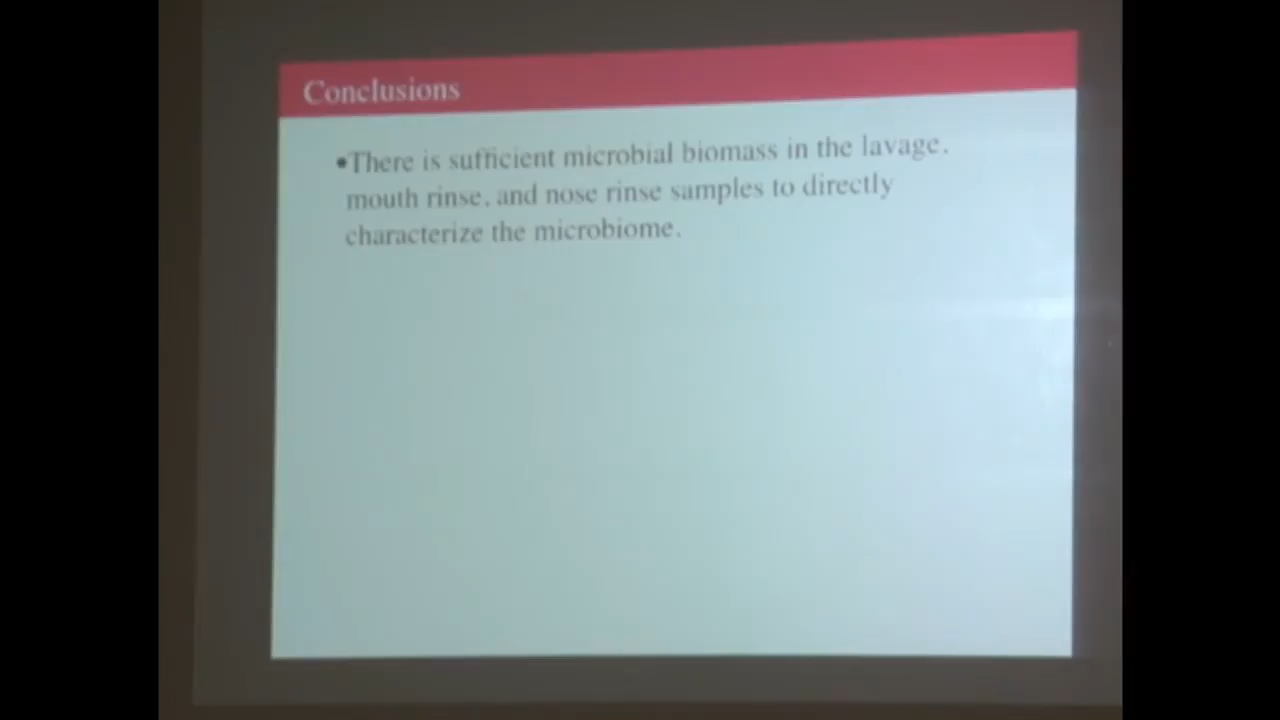 Conclusions
•There is sufficient microbial biomass in the lavage,
mouth rinse, and nose rinse samples to directly
characterize the microbiome.